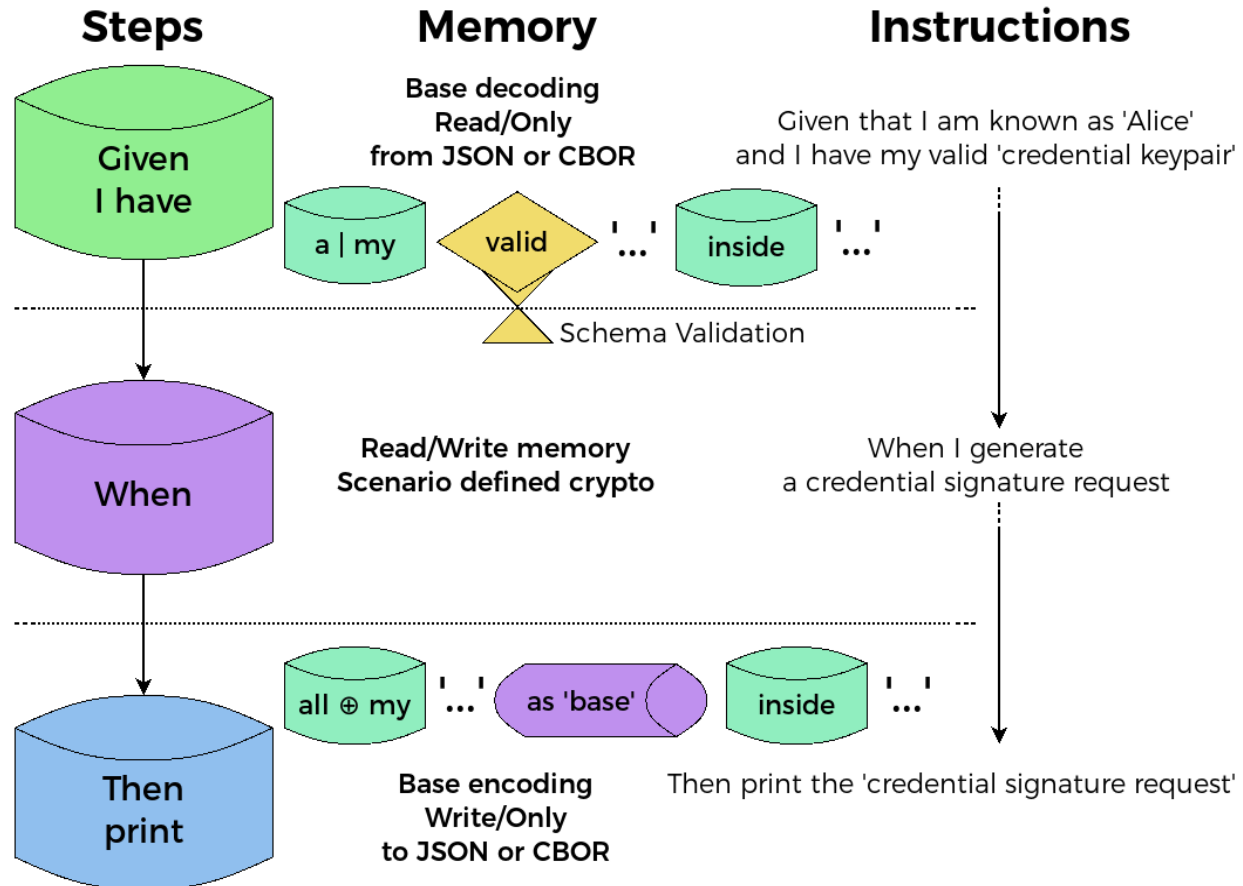 Steps
Memory
Instructions
Given
I have
Base decoding
Read/Only
from JSON or CBOR
Given that I am known as 'Alice'
and I have my valid 'credential keypair'
a | my
valid
'...'
inside
'...'
Schema Validation
When
Read/Write memory
Scenario defined crypto
When I generate
a credential signature request
all ⊕ my
'...'
as 'base'
inside
'...'
Then
print
Base encoding
Write/Only
to JSON or CBOR
Then print the 'credential signature request'